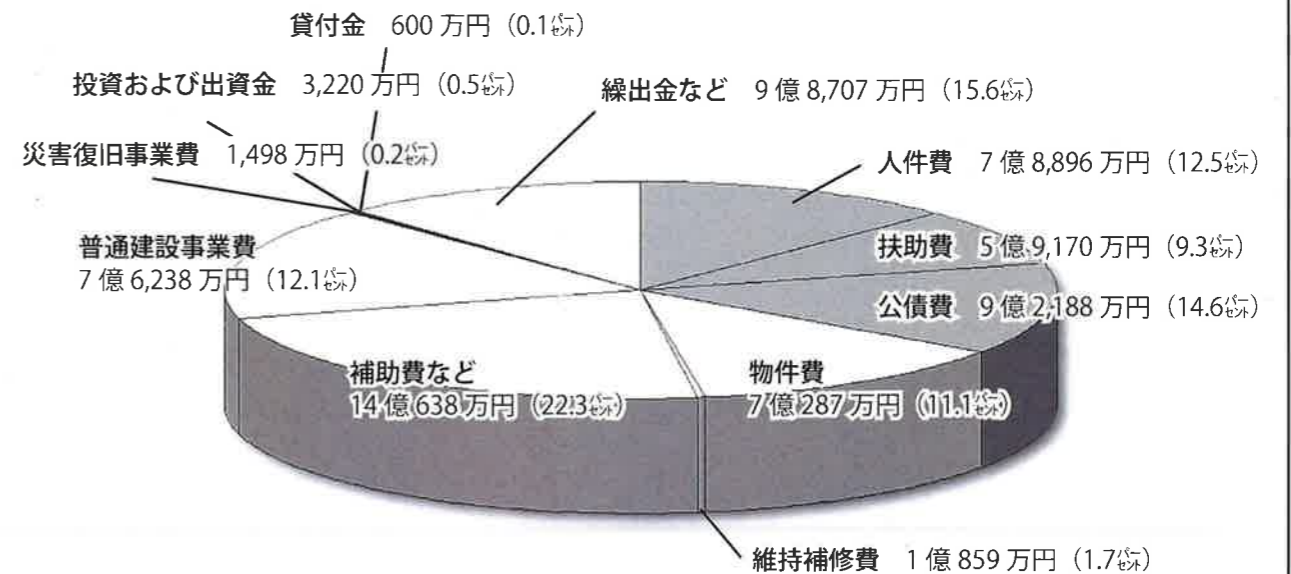 貸付金　600 万円（0.1㌫）
投資および出資金　3,220 万円（0.5㌫）
繰出金など　9 億 8,707 万円（15.6㌫）
災害復旧事業費　1,498 万円（0.2㌫）
人件費　7 億 8,896 万円（12.5㌫）
普通建設事業費
7 億 6,238 万円（12.1㌫）
扶助費　5 億 9,170 万円（9.3㌫）
公債費　9 億 2,188 万円（14.6㌫）
補助費など
14 億 638 万円（22.3㌫）
物件費
7 億 287 万円（11.1㌫）
維持補修費　1 億 859 万円（1.7㌫）